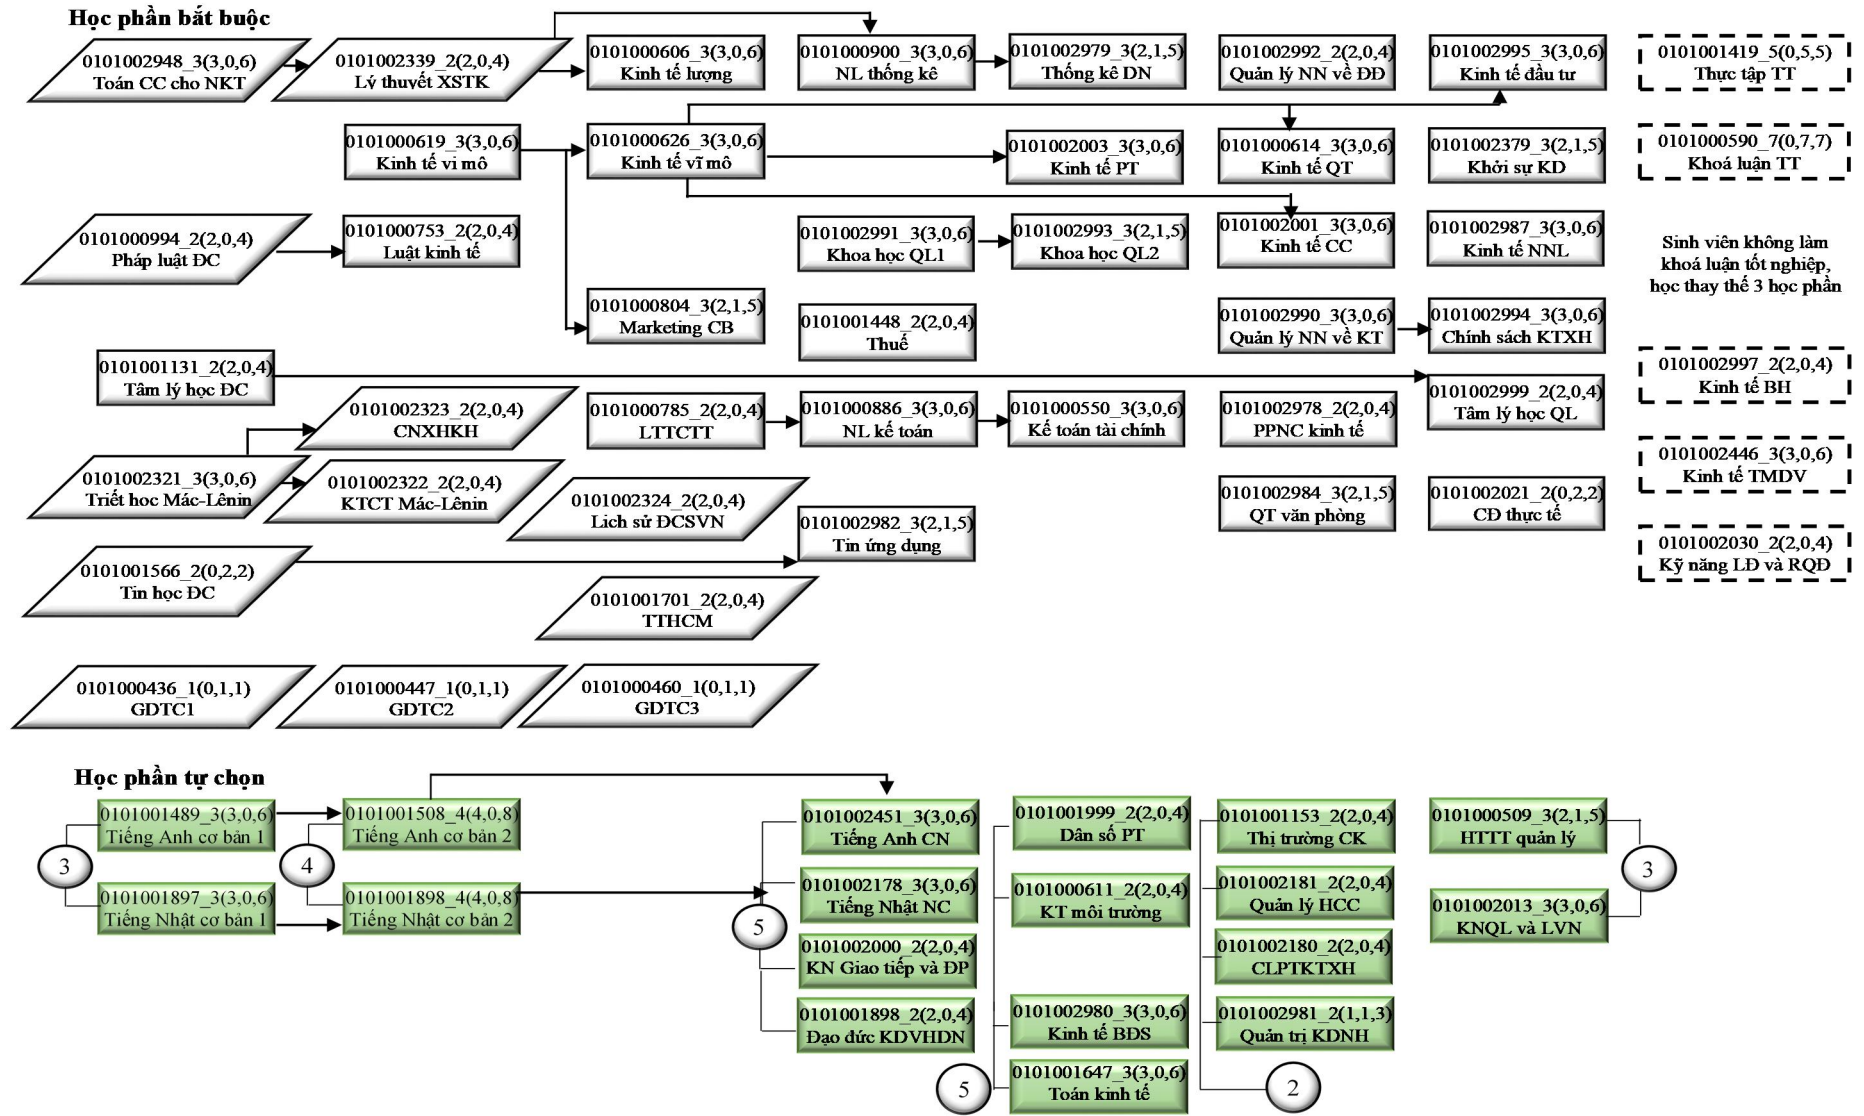 Học phần bắt buộc
0101002948_3(3,0,6)
Toán CC cho NKT
0101002339_2(2,0,4)
Lý thuyết XSTK
0101000606_3(3,0,6)
Kinh tế lượng
0101000900_3(3,0,6)
NL thống kê
0101002979_3(2,1,5)
Thống kê DN
0101002992_2(2,0,4)
Quản lý NN về ĐĐ
0101002995_3(3,0,6)
Kinh tế đầu tư
0101001419_5(0,5,5)
Thực tập TT
0101000619_3(3,0,6)
Kinh tế vi mô
0101000626_3(3,0,6)
Kinh tế vĩ mô
0101002003_3(3,0,6)
Kinh tế PT
0101000614_3(3,0,6)
Kinh tế QT
0101002379_3(2,1,5)
Khởi sự KD
0101000590_7(0,7,7)
Khoá luận TT
0101000994_2(2,0,4)
Pháp luật ĐC
0101000753_2(2,0,4)
Luật kinh tế
0101002991_3(3,0,6)
Khoa học QL1
0101002993_3(2,1,5)
Khoa học QL2
0101002001_3(3,0,6)
Kinh tế CC
0101002987_3(3,0,6)
Kinh tế NNL
Sinh viên không làm
khoá luận tốt nghiệp,
học thay thế 3 học phần
0101000804_3(2,1,5)
Marketing CB
0101001448_2(2,0,4)
Thuế
0101002990_3(3,0,6)
Quản lý NN về KT
0101002994_3(3,0,6)
Chính sách KTXH
0101001131_2(2,0,4)
Tâm lý học ĐC
0101002999_2(2,0,4)
Tâm lý học QL
0101002997_2(2,0,4)
Kinh tế BH
0101002323_2(2,0,4)
CNXHKH
0101000785_2(2,0,4)
LTTCTT
0101000886_3(3,0,6)
NL kế toán
0101000550_3(3,0,6)
Kế toán tài chính
0101002978_2(2,0,4)
PPNC kinh tế
0101002321_3(3,0,6)
Triết hoc Mác-Lênin
0101002322_2(2,0,4)
KTCT Mác-Lênin
0101002324_2(2,0,4)
Lich sử ĐCSVN
0101002982_3(2,1,5)
Tin ứng dụng
0101002984_3(2,1,5)
QT văn phòng
0101002021_2(0,2,2)
CĐ thực tế
0101002446_3(3,0,6)
Kinh tế TMDV
0101001566_2(0,2,2)
Tin học ĐC
0101002030_2(2,0,4)
Kỹ năng LĐ và RQĐ
0101001701_2(2,0,4)
TTHCM
0101000436_1(0,1,1)
GDTC1
0101000447_1(0,1,1)
GDTC2
0101000460_1(0,1,1)
GDTC3
Học phần tự chọn
0101001489_3(3,0,6)
Tiếng Anh cơ bản 1
0101001508_4(4,0,8)
Tiếng Anh cơ bản 2
0101002451_3(3,0,6)
Tiếng Anh CN
0101001999_2(2,0,4)
Dân số PT
0101001153_2(2,0,4)
Thị trường CK
0101000509_3(2,1,5)
HTTT quản lý
3
4
3
0101001897_3(3,0,6)
Tiếng Nhật cơ bản 1
0101001898_4(4,0,8)
Tiếng Nhật cơ bản 2
0101002178_3(3,0,6)
Tiếng Nhật NC
0101000611_2(2,0,4)
KT môi trường
0101002181_2(2,0,4)
Quản lý HCC
0101002013_3(3,0,6)
KNQL và LVN
5
0101002000_2(2,0,4)
KN Giao tiếp và ĐP
0101002180_2(2,0,4)
CLPTKTXH
0101001898_2(2,0,4)
Đạo đức KDVHDN
0101002980_3(3,0,6)
Kinh tế BĐS
0101002981_2(1,1,3)
Quản trị KDNH
5
0101001647_3(3,0,6)
Toán kinh tế
2